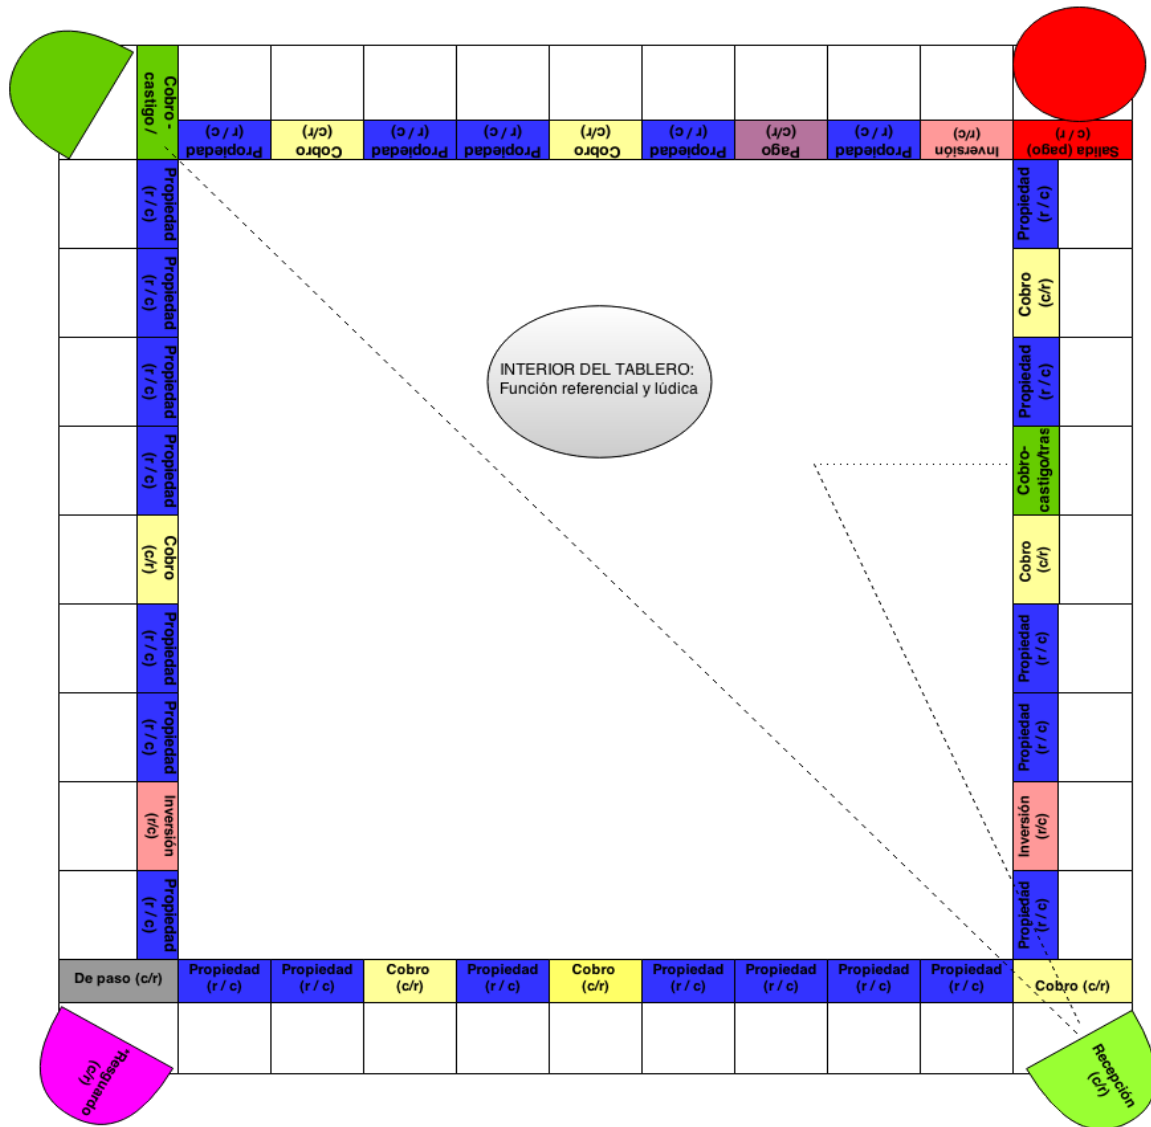 Cobro -
castigo /
Propiedad
(r / c)
Cobro
(c/r)
Propiedad
(r / c)
Propiedad
(r / c)
Cobro
(c/r)
Propiedad
(r / c)
Pago
(c/r)
Propiedad
(r / c)
Inversión
(r/c)
Salida (pago)
(c / r)
Propiedad
(r / c)
Propiedad
(r / c)
Propiedad
(r / c)
Propiedad
(r / c)
Cobro
(c/r)
Propiedad
(r / c)
Propiedad
(r / c)
Inversión
(r/c)
Propiedad
(r / c)
INTERIOR DEL TABLERO:
Función referencial y lúdica
Propiedad
(r / c)
Cobro
(c/r)
Propiedad
(r / c)
Cobro-
castigo/tras
Cobro
(c/r)
Propiedad
(r / c)
Propiedad
(r / c)
Inversión
(r/c)
Propiedad
(r / c)
De paso (c/r)
Propiedad
(r / c)
Propiedad
(r / c)
Cobro
(c/r)
Propiedad
(r / c)
Cobro
(c/r)
Propiedad
(r / c)
Propiedad
(r / c)
Propiedad
(r / c)
Propiedad
(r / c)
Cobro (c/r)
*Resguardo
(c/r)
Recepción
(c/r)